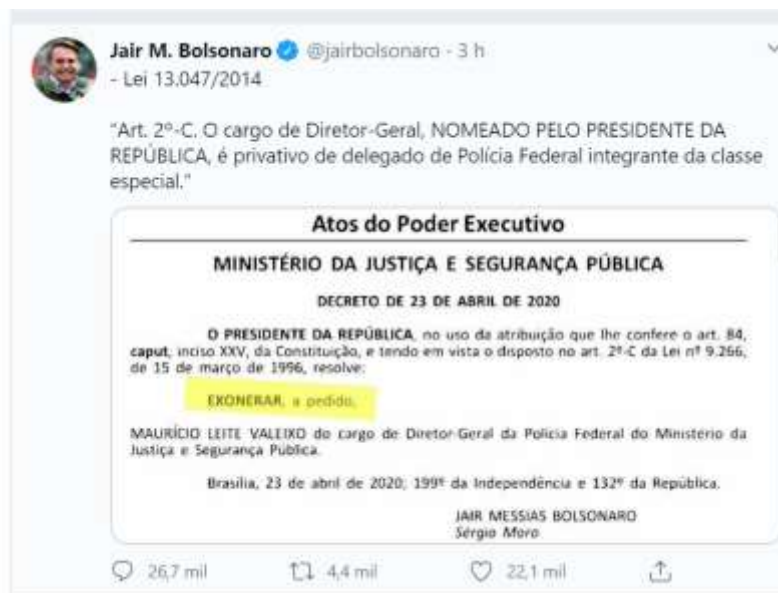 Jair M. Bolsonaro @jairbolsonaro - 3 h
- Lei 13.047/2014
"Art. 2º-C. O cargo de Diretor-Geral, NOMEADO PELO PRESIDENTE DA
REPÚBLICA, é privativo de delegado de Polícia Federal integrante da classe
especial."
Atos do Poder Executivo
MINISTÉRIO DA JUSTIÇA E SEGURANÇA PÚBLICA
DECRETO DE 23 DE ABRIL DE 2020
O PRESIDENTE DA REPÚBLICA, no uso da atribuição que lhe confere o art. 84,
caput, inciso XXV, da Constituição, e tendo em vista o disposto no art. 2º-C da Lei nº 9.266,
de 15 de março de 1996, resolve:
EXONERAR, a pedido,
MAURÍCIO LEITE VALEIXO do cargo de Diretor-Geral da Polícia Federal do Ministério da
Justiça e Segurança Pública.
Brasília, 23 de abril de 2020; 199º da Independência e 132º da República.
JAIR MESSIAS BOLSONARO
Sérgio Moro
26,7 mil 4,4 mil 22,1 mil